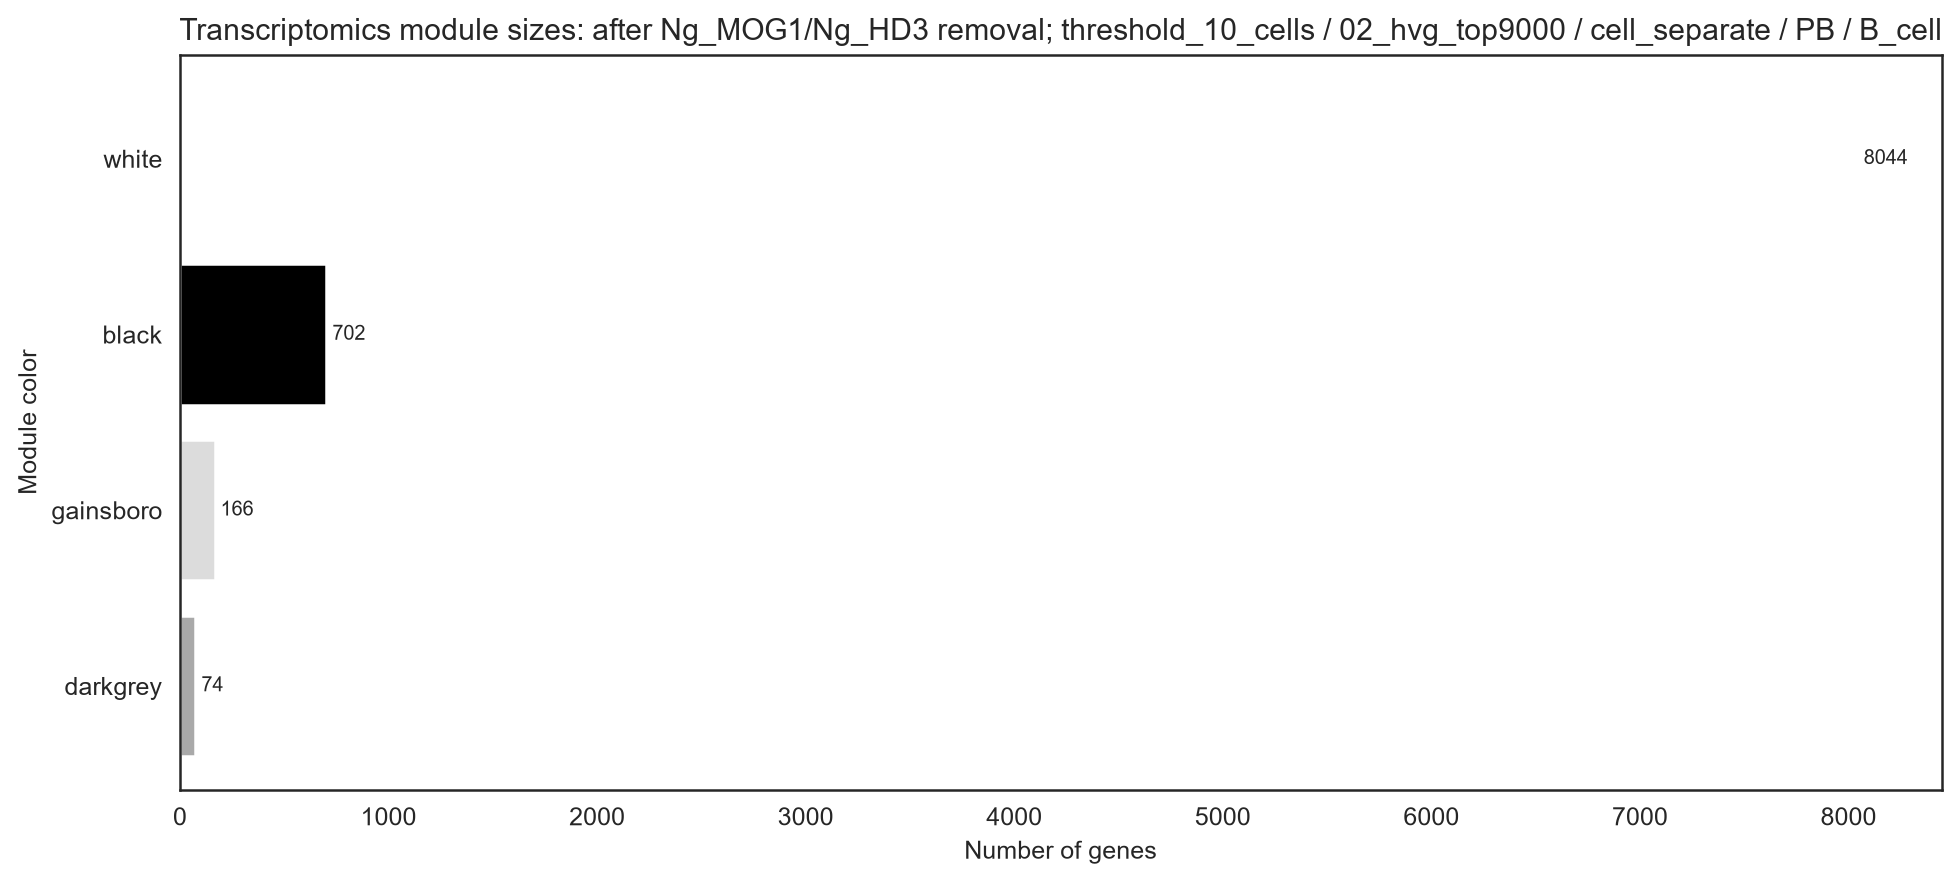 Transcriptomics module sizes: after Ng_MOG1/Ng_HD3 removal; threshold_10_cells / 02_hvg_top9000 / cell_separate / PB / B_cell
white
8044
black
702
gainsboro
166
darkgrey
74
Module color
0 1000 2000 3000 4000 5000 6000 7000 8000
Number of genes